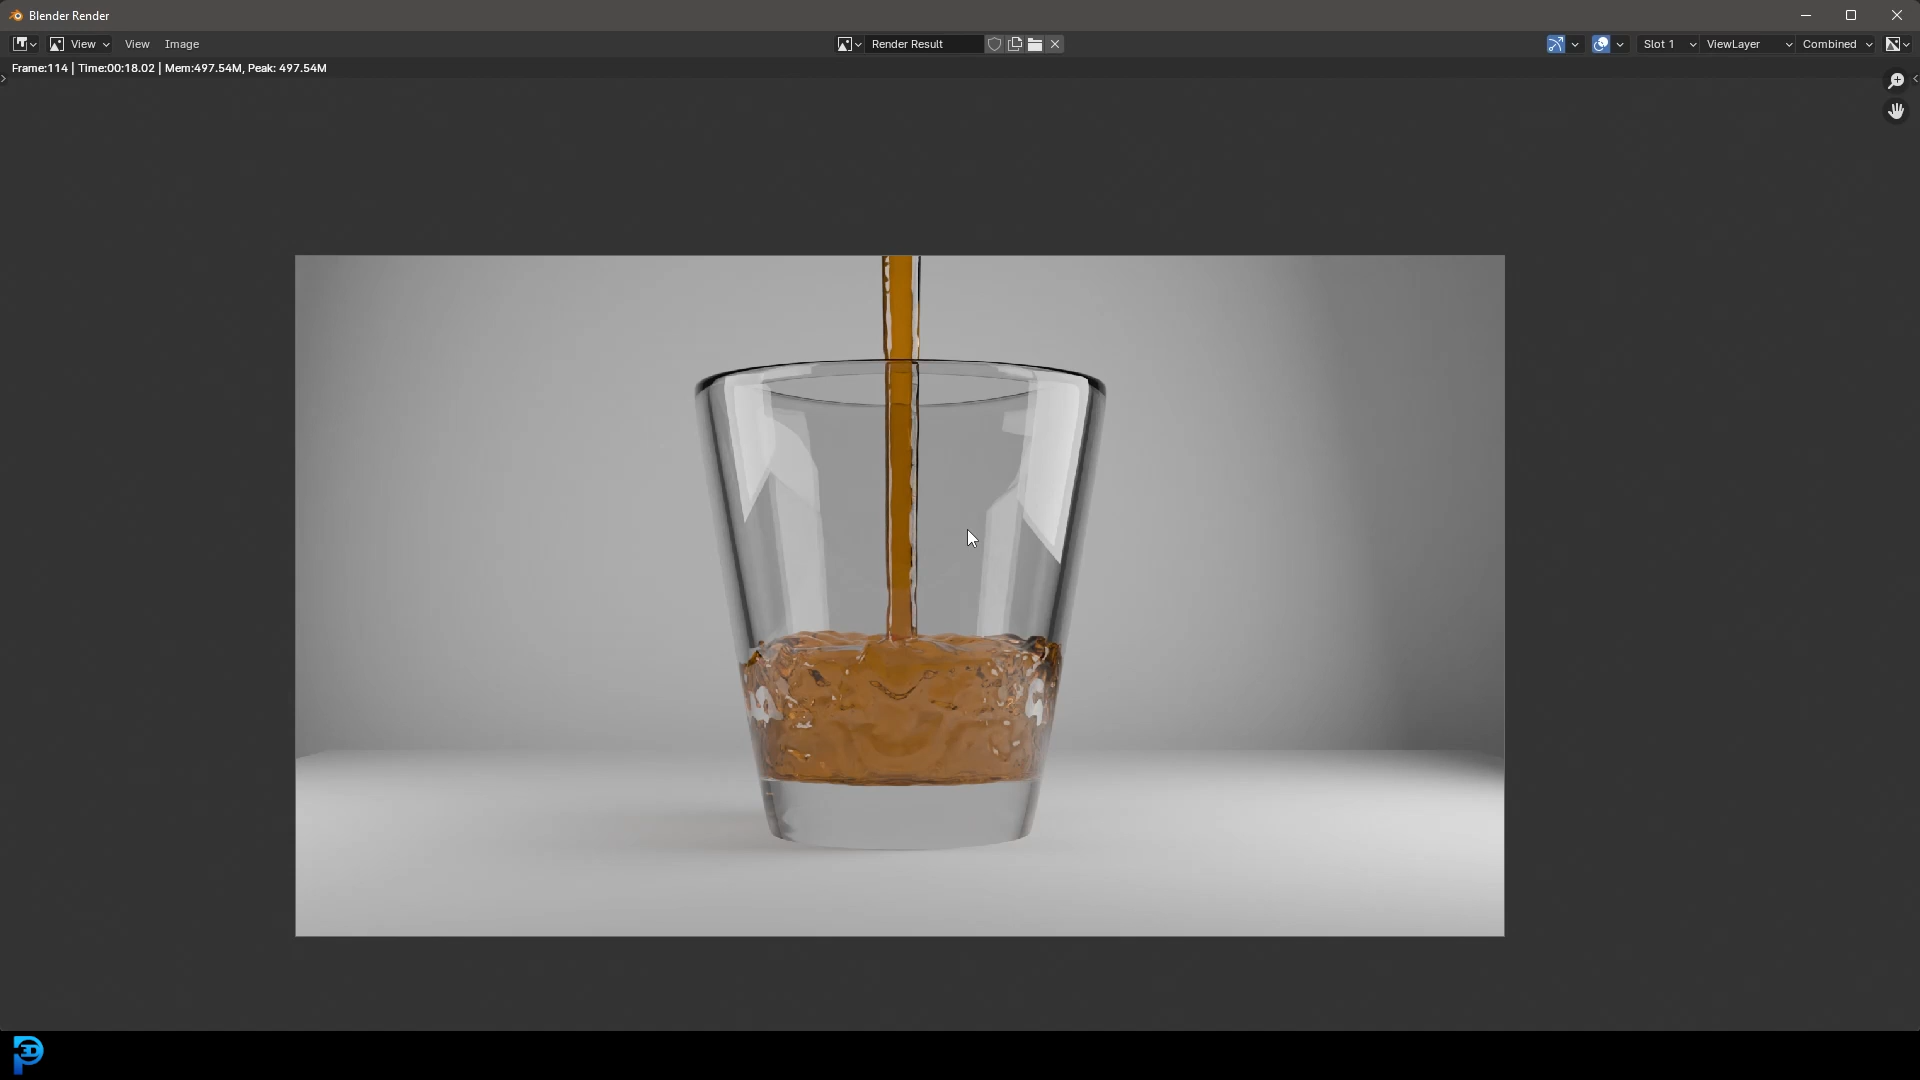 Blender Render
View View Image Render Result Slot 1 ViewLayer Combined
Frame:114 | Time:00:18.02 | Mem:497.54M, Peak: 497.54M
P 3D